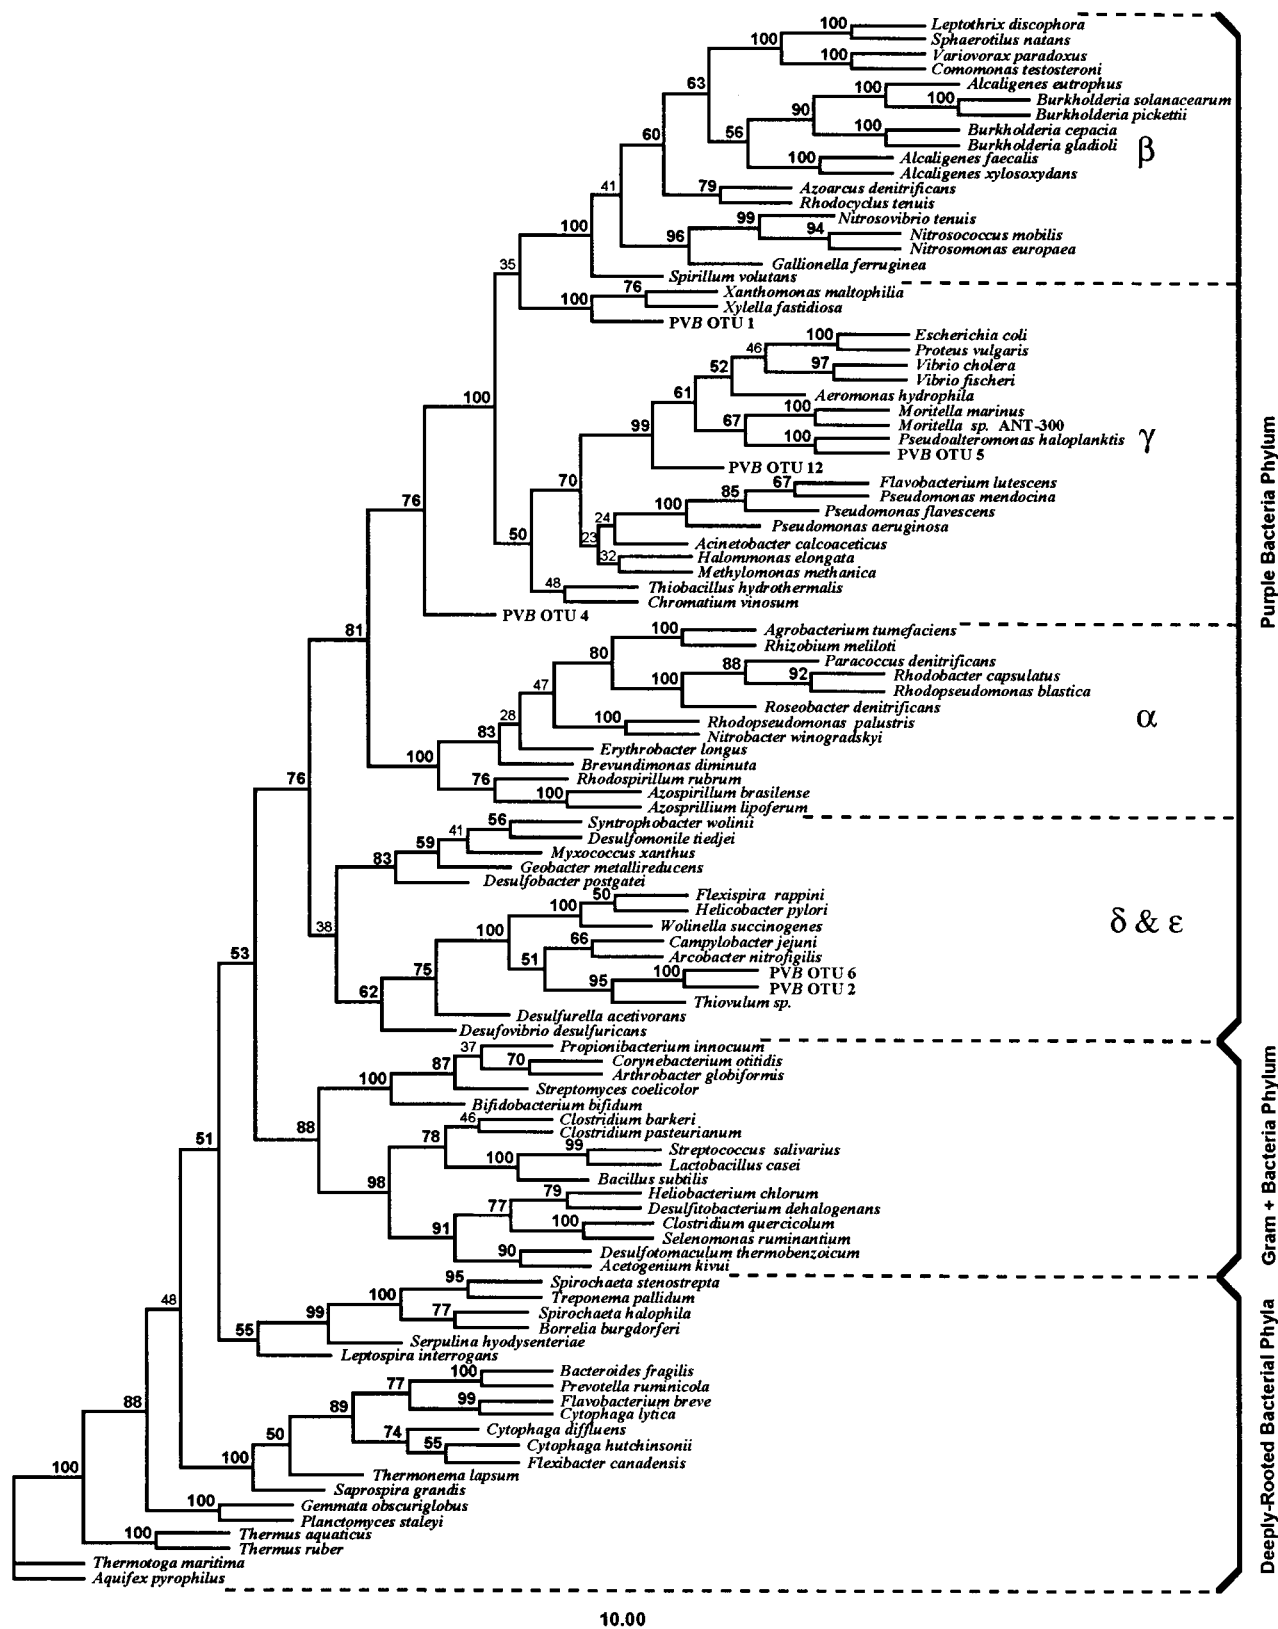 100 Leptothrix discophora
100 Sphaerotilus natans
100 Variovorax paradoxus
Comomonas testosteroni
63 Alcaligenes eutrophus
100 100 Burkholderia solanacearum
90 Burkholderia pickettii
60 56 100 Burkholderia cepacia
Burkholderia gladioli
β
100 Alcaligenes faecalis
Alcaligenes xylosoxydans
41 79 Azoarcus denitrificans
Rhodocyclus tenuis
99 Nitrosovibrio tenuis
100 96 94 Nitrosococcus mobilis
Nitrosomonas europaea
35 Gallionella ferruginea
Spirillum volutans
76 Xanthomonas maltophilia
100 Xylella fastidiosa
PVB OTU 1
100 Escherichia coli
46 Proteus vulgaris
52 97 Vibrio cholera
Vibrio fischeri
61 Aeromonas hydrophila
100 100 Moritella marinus
67 Moritella sp. ANT-300
99 100 Pseudoalteromonas haloplanktis
γ
PVB OTU 5
PVB OTU 12
70 67 Flavobacterium lutescens
85 Pseudomonas mendocina
76 100 Pseudomonas flavescens
24 Pseudomonas aeruginosa
50 23 Acinetobacter calcoaceticus
32 Halommonas elongata
Methylomonas methanica
48 Thiobacillus hydrothermalis
Chromatium vinosum
PVB OTU 4
81 100 Agrobacterium tumefaciens
Rhizobium meliloti
80 88 Paracoccus denitrificans
100 92 Rhodobacter capsulatus
47 Rhodopseudomonas blastica
Roseobacter denitrificans
28 100 Rhodopseudomonas palustris
α
83 Nitrobacter winogradskyi
Erythrobacter longus
100 Brevundimonas diminuta
76 76 Rhodospirillum rubrum
100 Azospirillum brasilense
Azosprillium lipoferum
56 Syntrophobacter wolinii
41 Desulfomonile tiedjei
59 Myxococcus xanthus
83 Geobacter metallireducens
Desulfobacter postgatei
50 Flexispira rappini
100 Helicobacter pylori
δ & ε
38 100 Wolinella succinogenes
66 Campylobacter jejuni
53 51 Arcobacter nitrofigilis
75 100 PVB OTU 6
62 95 PVB OTU 2
Thiovulum sp.
Desulfurella acetivorans
Desufovibrio desulfuricans
37 Propionibacterium innocuum
87 70 Corynebacterium otitidis
100 Arthrobacter globiformis
Streptomyces coelicolor
Bifidobacterium bifidum
88 46 Clostridium barkeri
51 78 Clostridium pasteurianum
99 Streptococcus salivarius
100 Lactobacillus casei
98 Bacillus subtilis
79 Heliobacterium chlorum
77 Desulfitobacterium dehalogenans
100 Clostridium quercicolum
91 Selenomonas ruminantium
90 Desulfotomaculum thermobenzoicum
Acetogenium kivui
95 Spirochaeta stenostrepta
48 100 Treponema pallidum
99 77 Spirochaeta halophila
55 Borrelia burgdorferi
Serpulina hyodysenteriae
Leptospira interrogans
100 Bacteroides fragilis
77 Prevotella ruminicola
88 89 99 Flavobacterium breve
Cytophaga lytica
74 Cytophaga diffluens
50 55 Cytophaga hutchinsonii
100 100 Flexibacter canadensis
Thermonema lapsum
Saprospira grandis
100 Gemmata obscuriglobus
Planctomyces staleyi
100 Thermus aquaticus
Thermus ruber
Thermotoga maritima
Aquifex pyrophilus
10.00
Purple Bacteria Phylum
Gram + Bacteria Phylum
Deeply-Rooted Bacterial Phyla